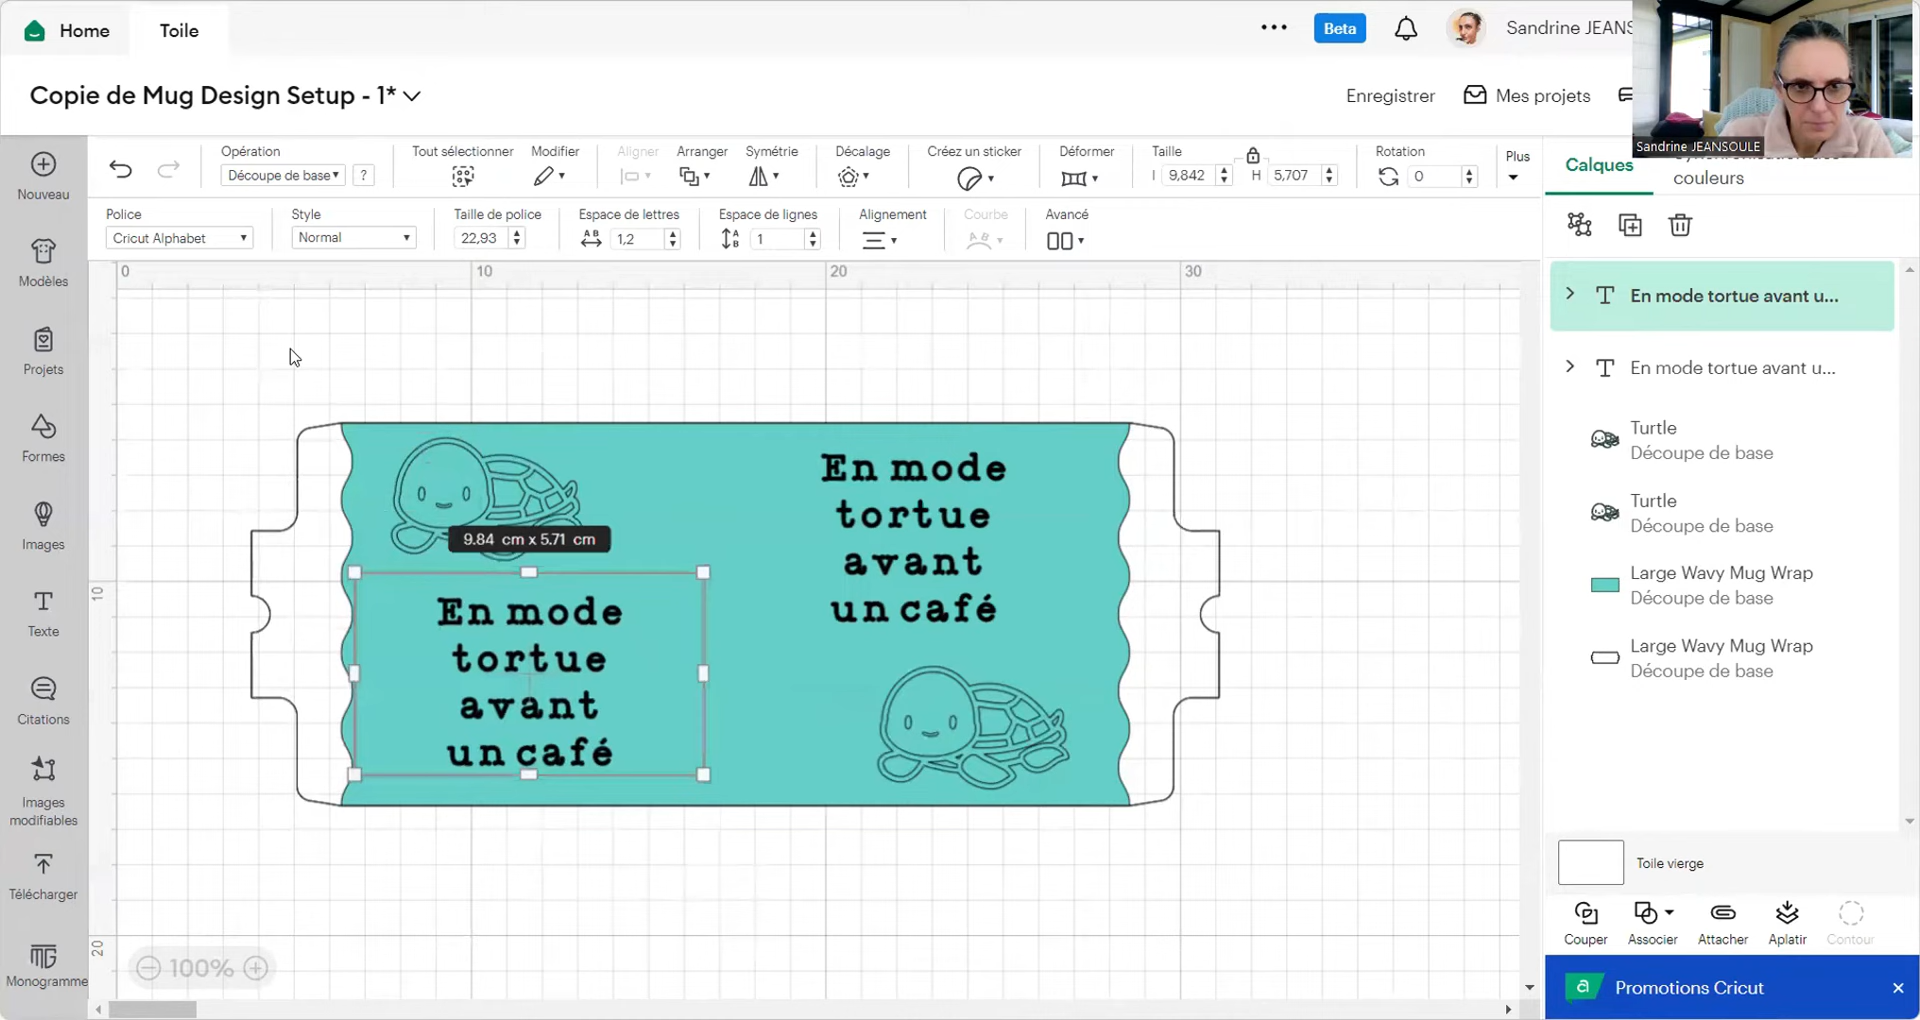 Home
Toile
Beta
Sandrine JEANS
Copie de Mug Design Setup - 1*
Enregistrer
Mes projets
Sandrine JEANSOULE
Nouveau
Modèles
Projets
Formes
Images
Texte
Citations
Images
modifiables
Télécharger
Monogramme
Opération
Découpe de base
?
Tout sélectionner
Modifier
Aligner
Arranger
Symétrie
Décalage
Créez un sticker
Déformer
Taille
l 9,842
H 5,707
Rotation
0
Plus
Police
Cricut Alphabet
Style
Normal
Taille de police
22,93
Espace de lettres
1,2
Espace de lignes
1
Alignement
Courbe
Avancé
0
10
20
30
10
20
9.84 cm x 5.71 cm
En mode
tortue
avant
un café
En mode
tortue
avant
un café
100%
Calques
couleurs
En mode tortue avant u...
En mode tortue avant u...
Turtle
Découpe de base
Turtle
Découpe de base
Large Wavy Mug Wrap
Découpe de base
Large Wavy Mug Wrap
Découpe de base
Toile vierge
Couper
Associer
Attacher
Aplatir
Contour
a
Promotions Cricut